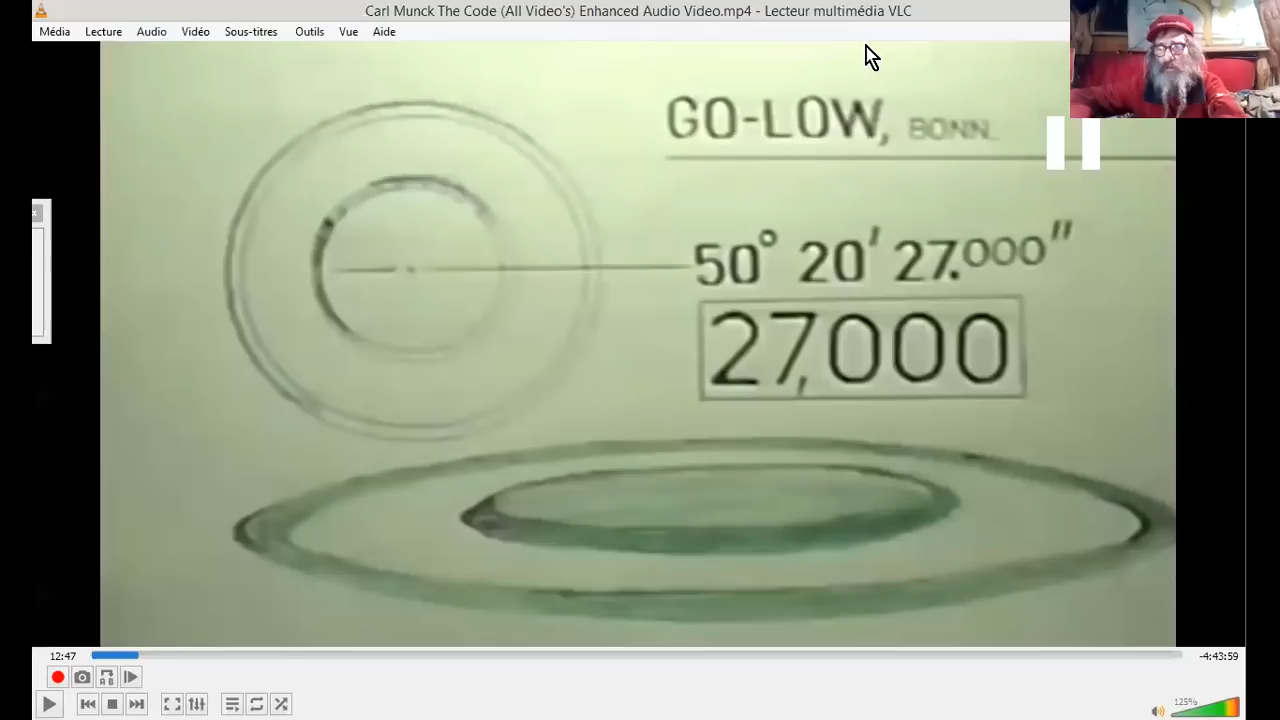 Carl Munck The Code (All Video's) Enhanced Audio Video.mp4 - Lecteur multimédia VLC
Média Lecture Audio Vidéo Sous-titres Outils Vue Aide
GO-LOW, BONN.
50° 20' 27.000"
27,000
12:47 -4:43:59
A B
125%